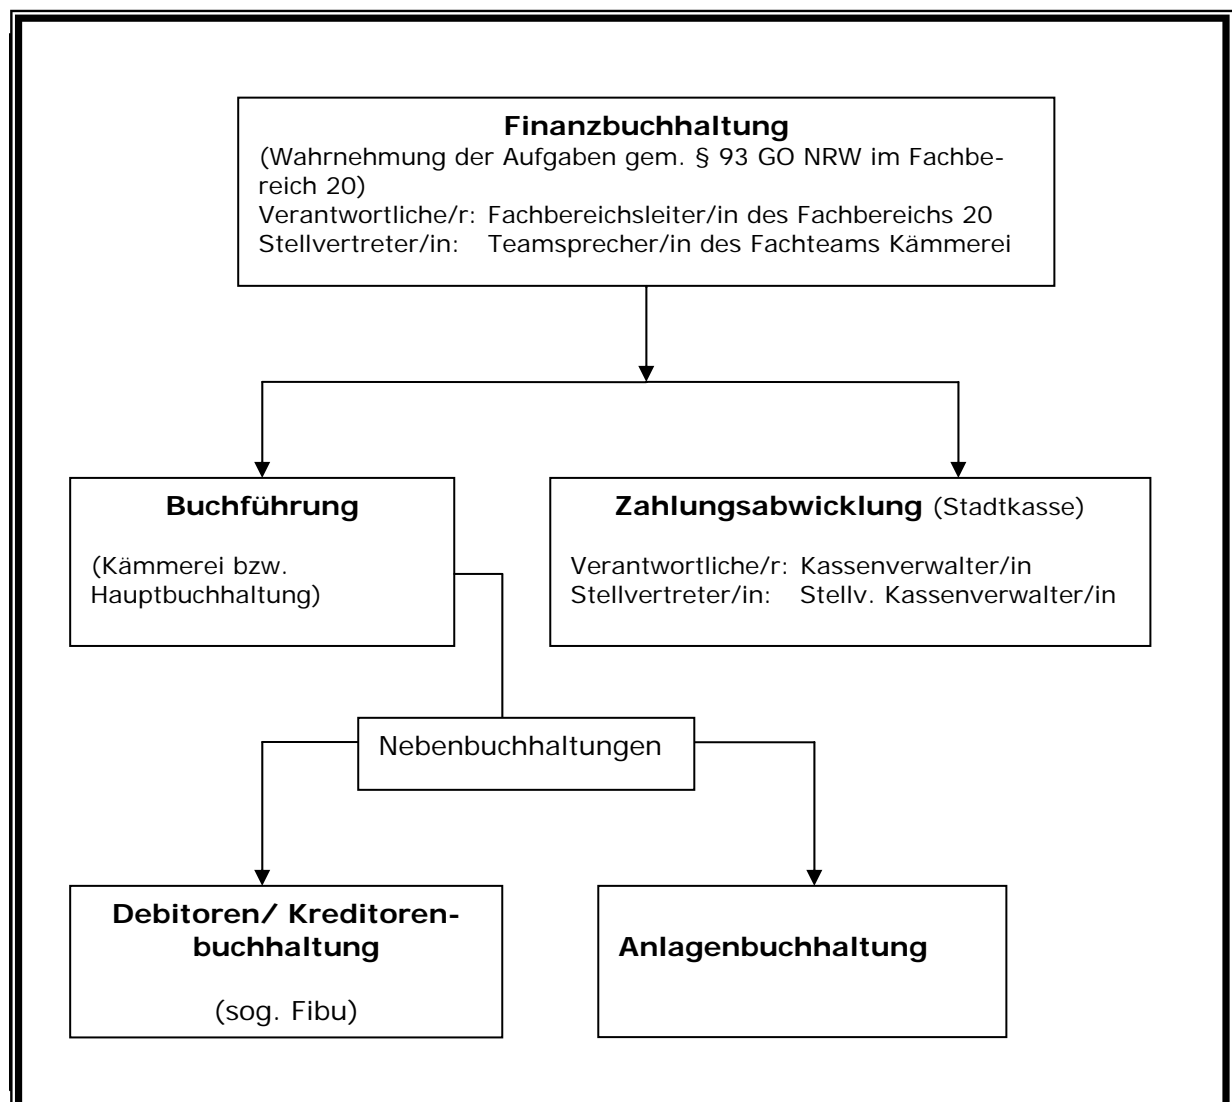 Finanzbuchhaltung
(Wahrnehmung der Aufgaben gem. § 93 GO NRW im Fachbe-
reich 20)
Verantwortliche/r: Fachbereichsleiter/in des Fachbereichs 20
Stellvertreter/in: Teamsprecher/in des Fachteams Kämmerei
Buchführung
(Kämmerei bzw.
Hauptbuchhaltung)
Zahlungsabwicklung (Stadtkasse)
Verantwortliche/r: Kassenverwalter/in
Stellvertreter/in: Stellv. Kassenverwalter/in
Nebenbuchhaltungen
Debitoren/ Kreditoren-
buchhaltung
(sog. Fibu)
Anlagenbuchhaltung